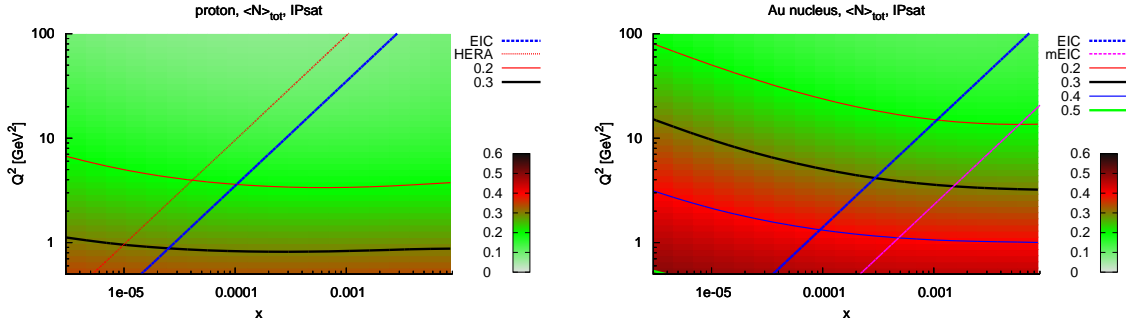 proton, <N>tot, IPsat
Q² [GeV²]
100
10
1
1e-05
0.0001
0.001
x
EIC
HERA
0.2
0.3
0.6
0.5
0.4
0.3
0.2
0.1
0
Au nucleus, <N>tot, IPsat
Q² [GeV²]
100
10
1
1e-05
0.0001
0.001
x
EIC
mEIC
0.2
0.3
0.4
0.5
0.6
0.5
0.4
0.3
0.2
0.1
0